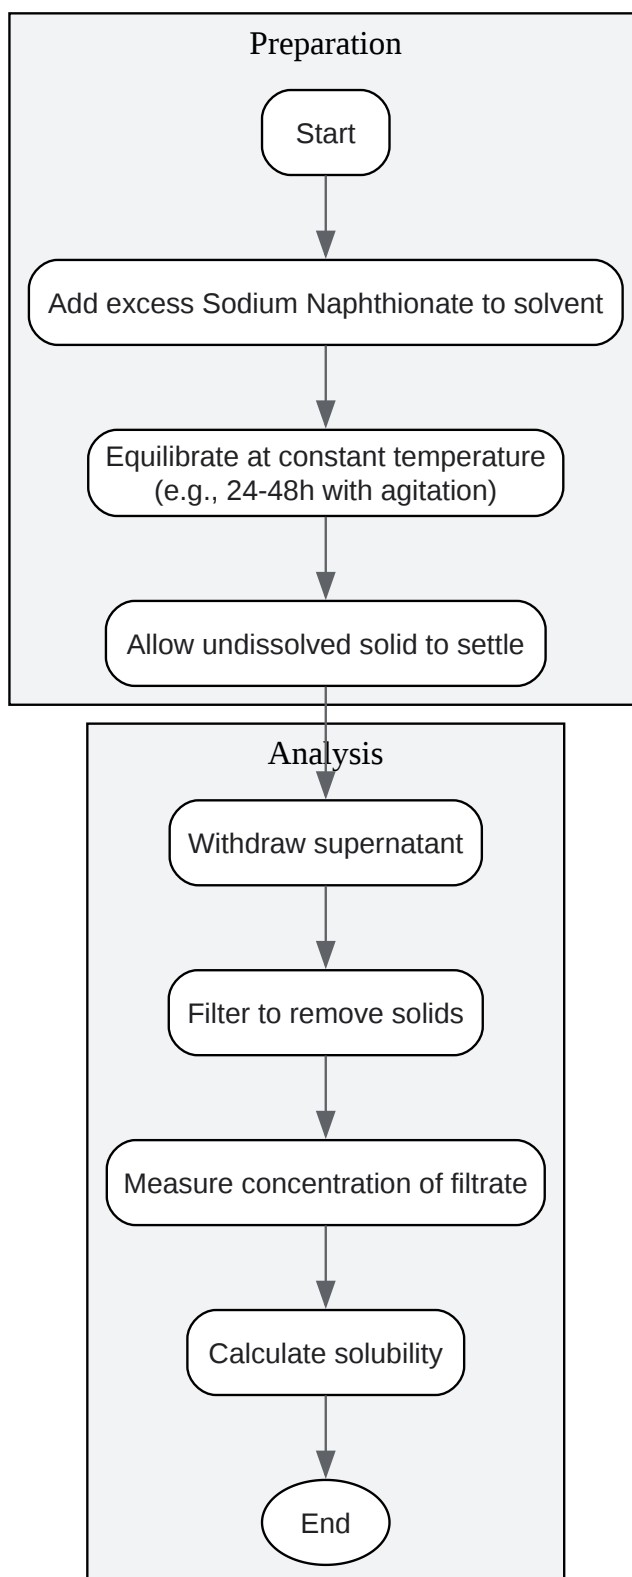 Preparation
Start
Add excess Sodium Naphthionate to solvent
Equilibrate at constant temperature
(e.g., 24-48h with agitation)
Allow undissolved solid to settle
Analysis
Withdraw supernatant
Filter to remove solids
Measure concentration of filtrate
Calculate solubility
End